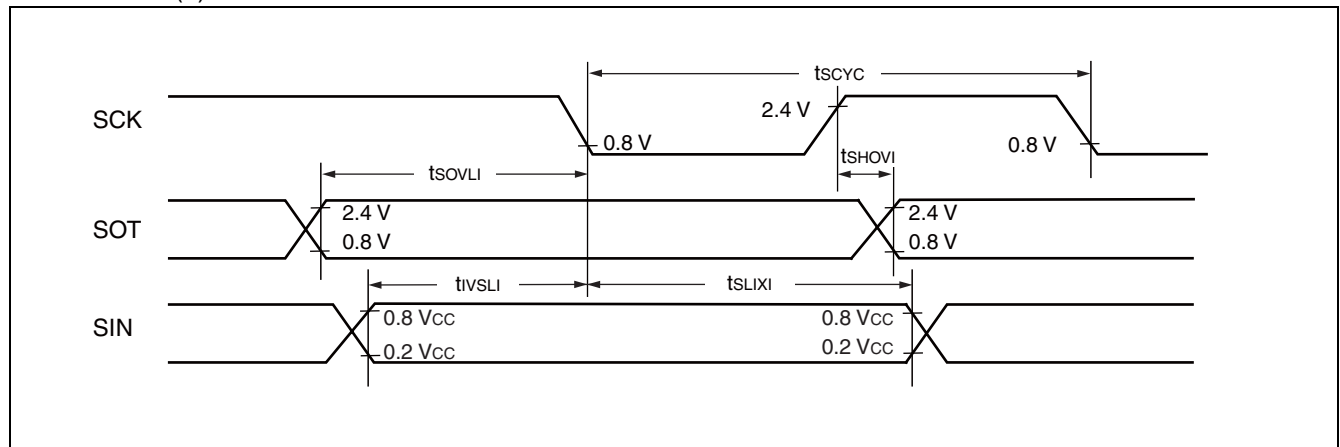 (s)
tSCYC
SCK
2.4 V
0.8 V
0.8 V
tSHOVI
tSOVLI
SOT
2.4 V
2.4 V
0.8 V
0.8 V
tIVSLI
tSLIXI
SIN
0.8 VCC
0.8 VCC
0.2 VCC
0.2 VCC